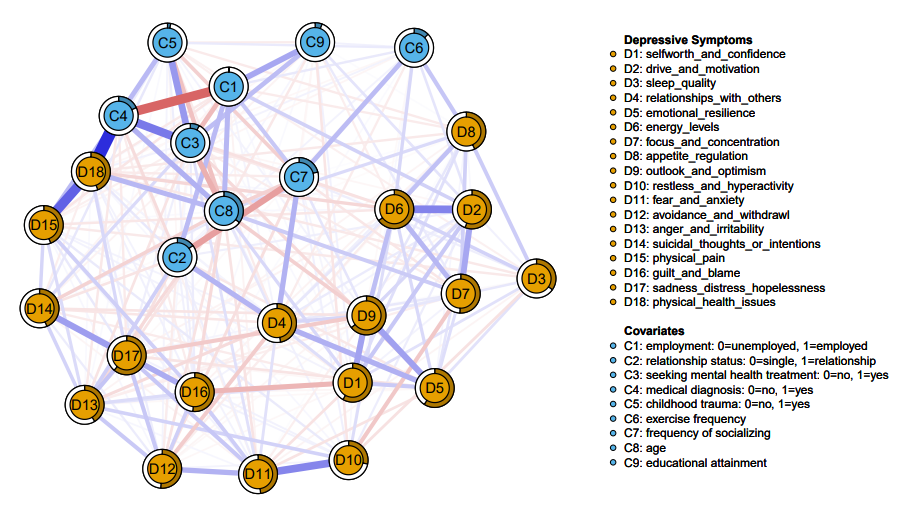 C5
C9
C6
C1
C4
C3
D8
D18
C7
C8
D6
D2
D15
C2
D3
D7
D14
D4
D9
D17
D1
D5
D16
D13
D12
D11
D10
Depressive Symptoms
D1: selfworth_and_confidence
D2: drive_and_motivation
D3: sleep_quality
D4: relationships_with_others
D5: emotional_resilience
D6: energy_levels
D7: focus_and_concentration
D8: appetite_regulation
D9: outlook_and_optimism
D10: restless_and_hyperactivity
D11: fear_and_anxiety
D12: avoidance_and_withdrawl
D13: anger_and_irritability
D14: suicidal_thoughts_or_intentions
D15: physical_pain
D16: guilt_and_blame
D17: sadness_distress_hopelessness
D18: physical_health_issues
Covariates
C1: employment: 0=unemployed, 1=employed
C2: relationship status: 0=single, 1=relationship
C3: seeking mental health treatment: 0=no, 1=yes
C4: medical diagnosis: 0=no, 1=yes
C5: childhood trauma: 0=no, 1=yes
C6: exercise frequency
C7: frequency of socializing
C8: age
C9: educational attainment